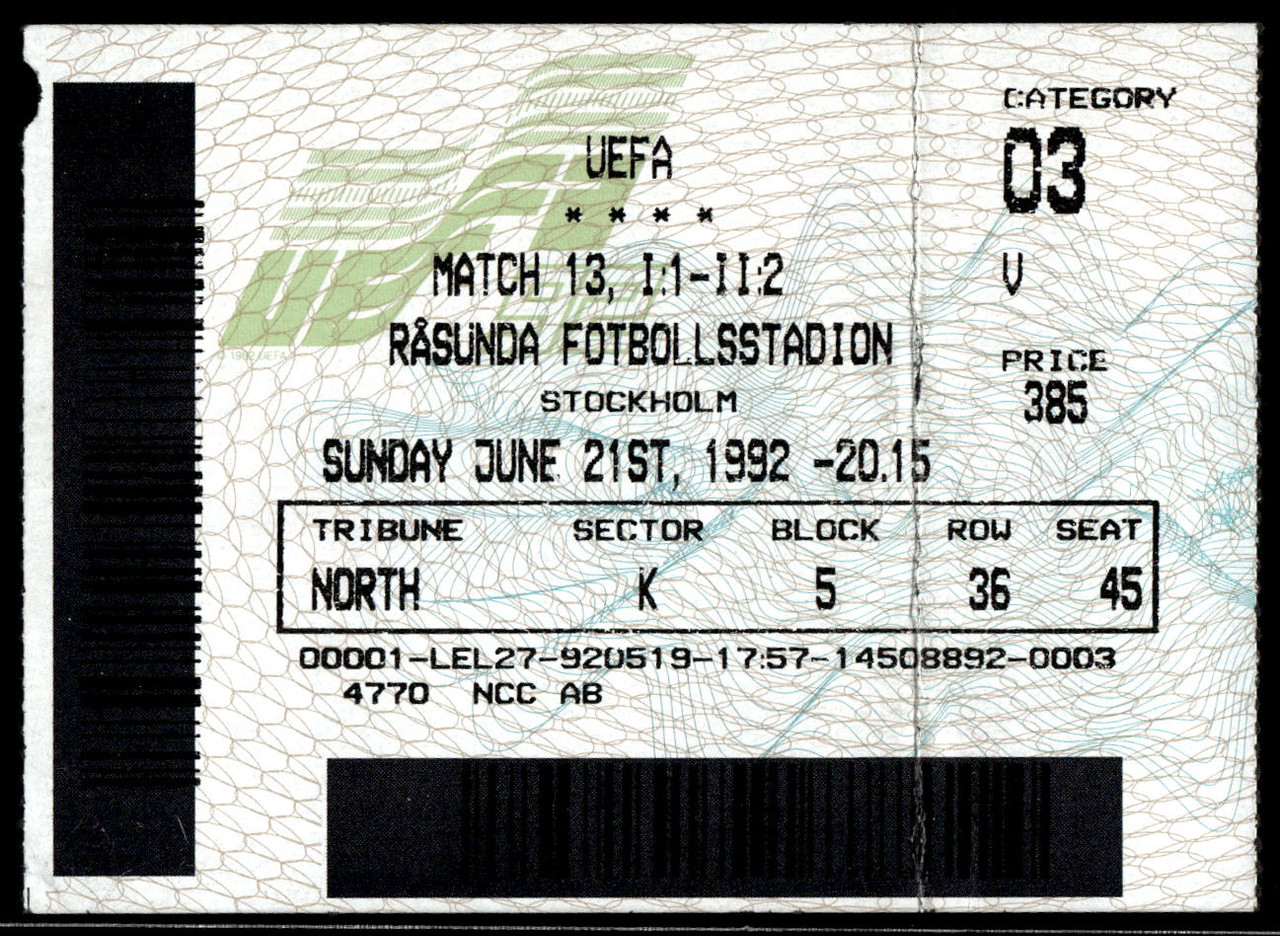 UEFA
* * * *
MATCH 13, I:1-II:2
RÅSUNDA FOTBOLLSSTADION
STOCKHOLM
SUNDAY JUNE 21ST, 1992 -20.15
CATEGORY
03
V
PRICE
385
© 1992 UEFA
TRIBUNE SECTOR BLOCK ROW SEAT
NORTH K 5 36 45
00001-LEL27-920519-17:57-14508892-0003
4770 NCC AB